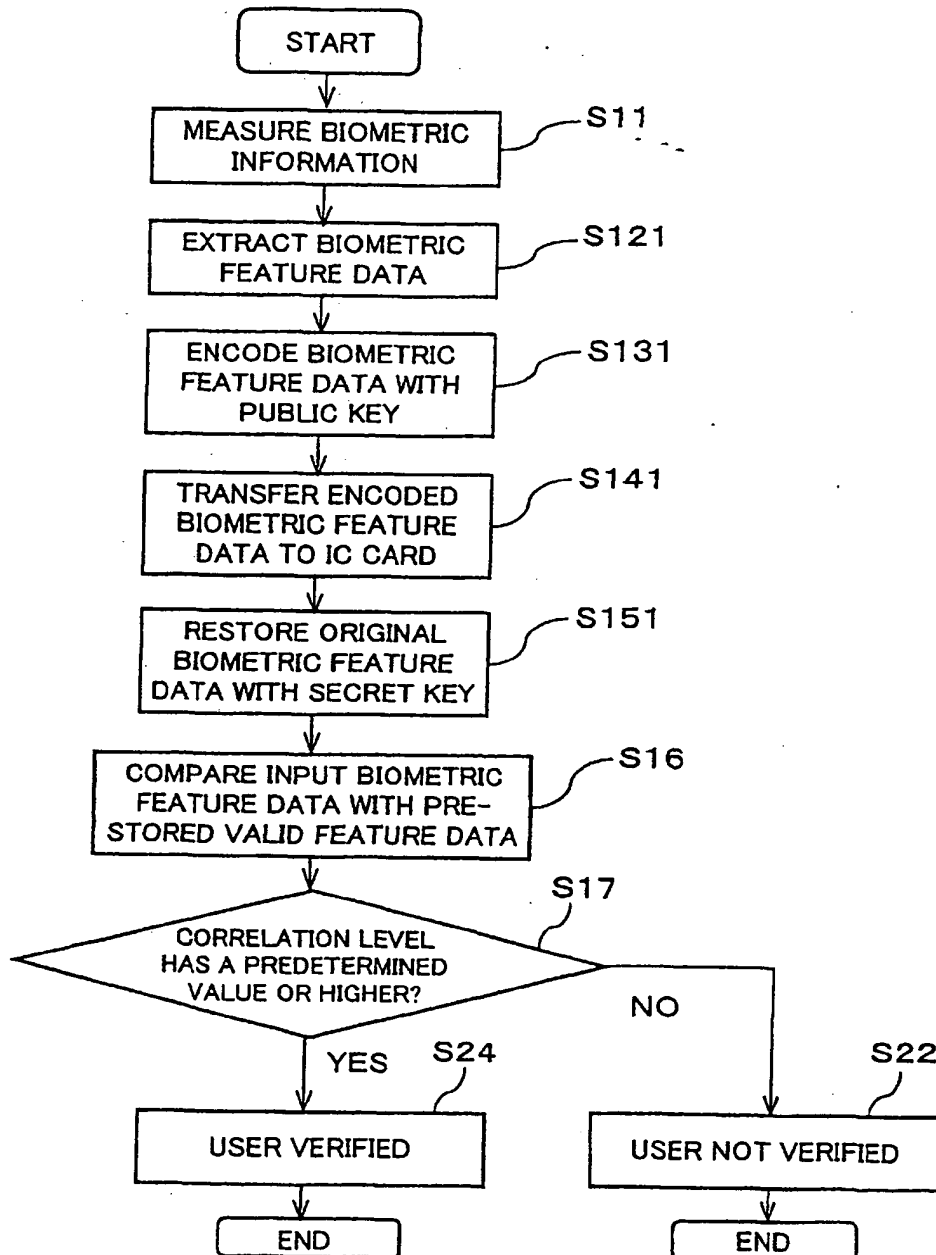 START
MEASURE BIOMETRIC
INFORMATION
S11
EXTRACT BIOMETRIC
FEATURE DATA
S121
ENCODE BIOMETRIC
FEATURE DATA WITH
PUBLIC KEY
S131
TRANSFER ENCODED
BIOMETRIC FEATURE
DATA TO IC CARD
S141
RESTORE ORIGINAL
BIOMETRIC FEATURE
DATA WITH SECRET KEY
S151
COMPARE INPUT BIOMETRIC
FEATURE DATA WITH PRE-
STORED VALID FEATURE DATA
S16
CORRELATION LEVEL
HAS A PREDETERMINED
VALUE OR HIGHER?
S17
NO
YES
S24
S22
USER VERIFIED
USER NOT VERIFIED
END
END